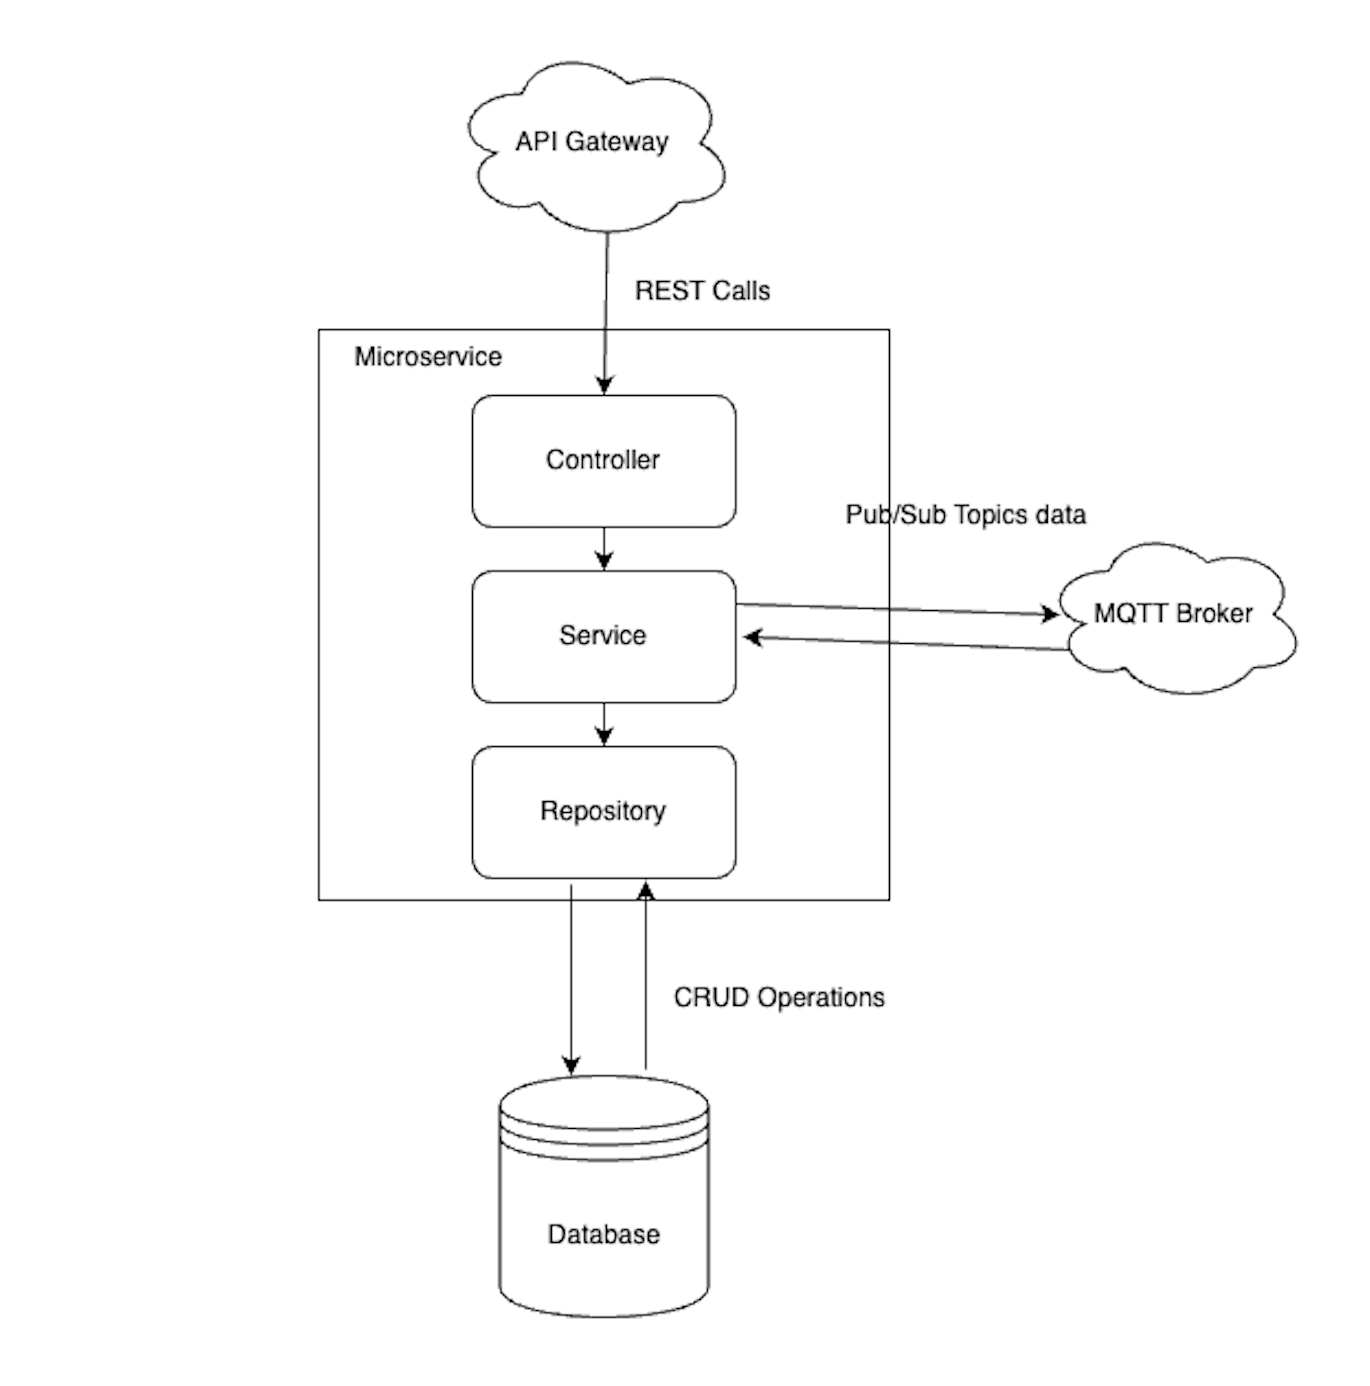 API Gateway
REST Calls
Microservice
Controller
Pub/Sub Topics data
MQTT Broker
Service
Repository
CRUD Operations
Database